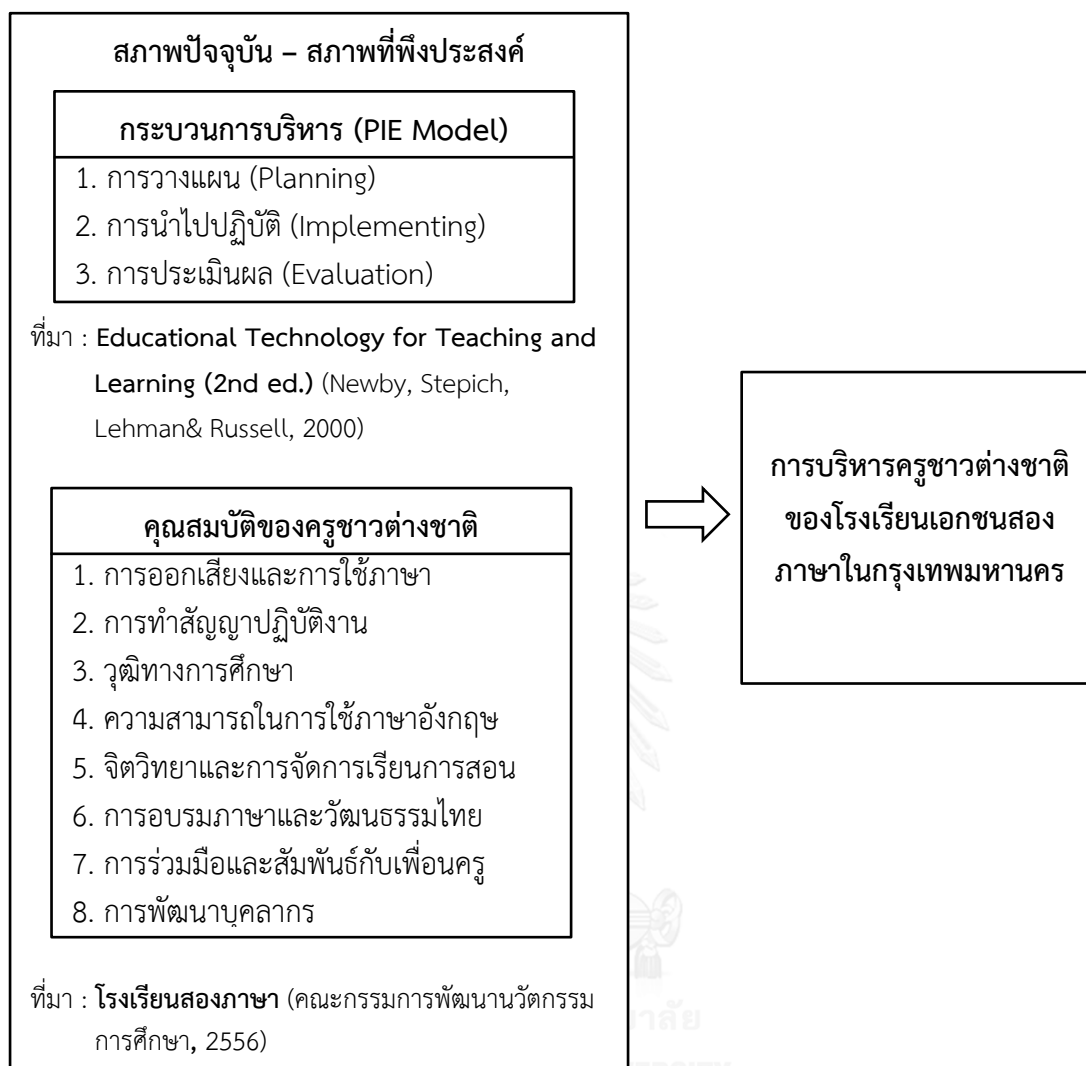 สภาพปัจจุบัน – สภาพที่พึงประสงค์
กระบวนการบริหาร (PIE Model)
1. การวางแผน (Planning)
2. การนำไปปฏิบัติ (Implementing)
3. การประเมินผล (Evaluation)
ที่มา : Educational Technology for Teaching and
Learning (2nd ed.) (Newby, Stepich,
Lehman& Russell, 2000)
คุณสมบัติของครูชาวต่างชาติ
1. การออกเสียงและการใช้ภาษา
2. การทำสัญญาปฏิบัติงาน
3. วุฒิทางการศึกษา
4. ความสามารถในการใช้ภาษาอังกฤษ
5. จิตวิทยาและการจัดการเรียนการสอน
6. การอบรมภาษาและวัฒนธรรมไทย
7. การร่วมมือและสัมพันธ์กับเพื่อนครู
8. การพัฒนาบุคลากร
ที่มา : โรงเรียนสองภาษา (คณะกรรมการพัฒนานวัตกรรม
การศึกษา, 2556)
การบริหารครูชาวต่างชาติ
ของโรงเรียนเอกชนสอง
ภาษาในกรุงเทพมหานคร